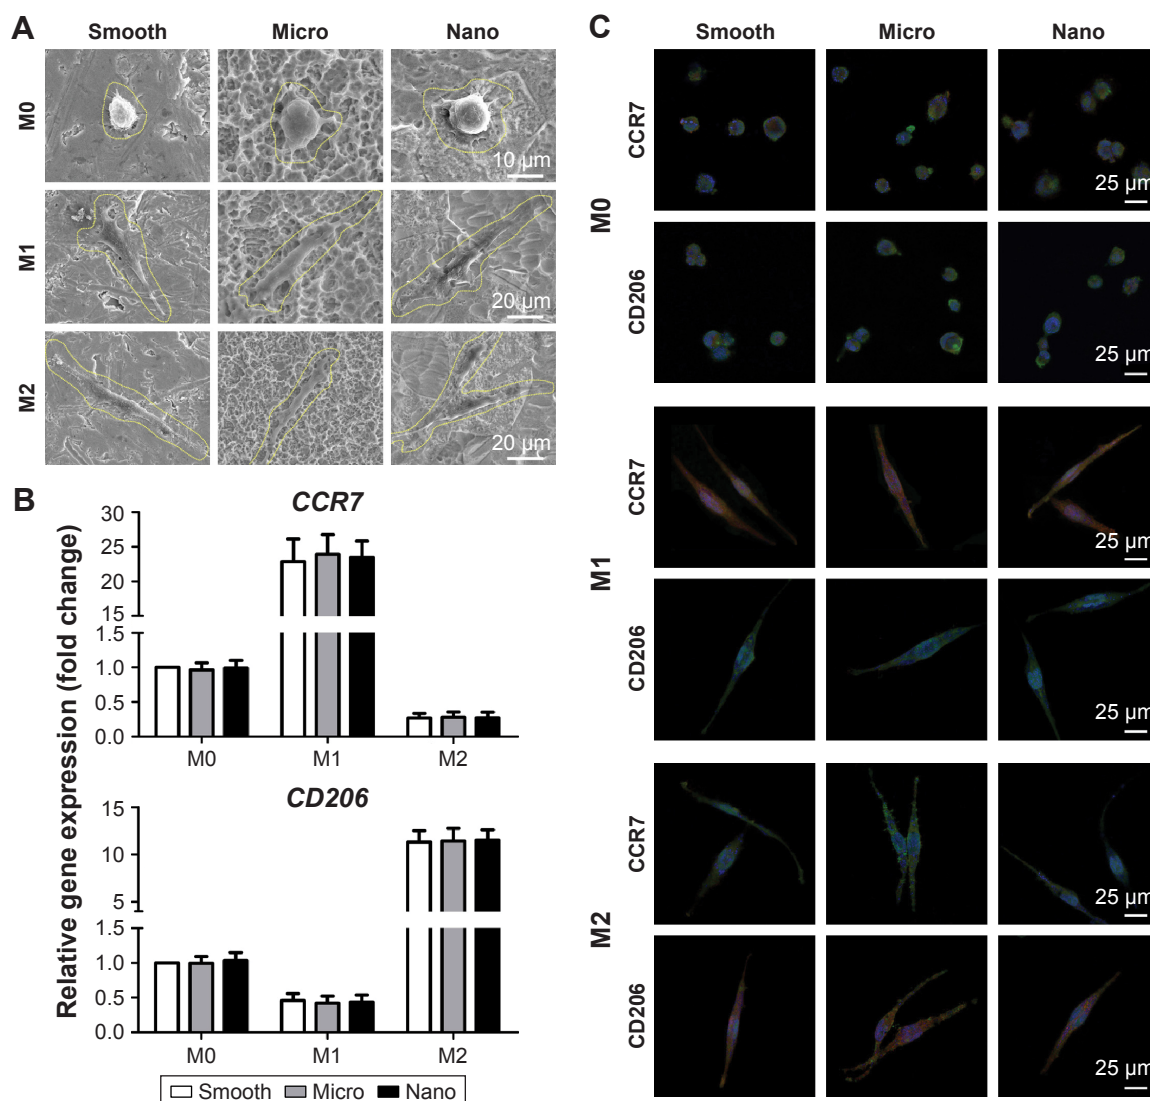 A
Smooth Micro Nano
M0
10 µm
M1
20 µm
M2
20 µm
B
Relative gene expression (fold change)
CCR7
30
25
20
15
1.5
1.0
0.5
0.0
M0 M1 M2
CD206
15
10
5
1.5
1.0
0.5
0.0
M0 M1 M2
Smooth Micro Nano
C
Smooth Micro Nano
M0
CCR7
25 µm
CD206
25 µm
M1
CCR7
25 µm
CD206
25 µm
M2
CCR7
25 µm
CD206
25 µm